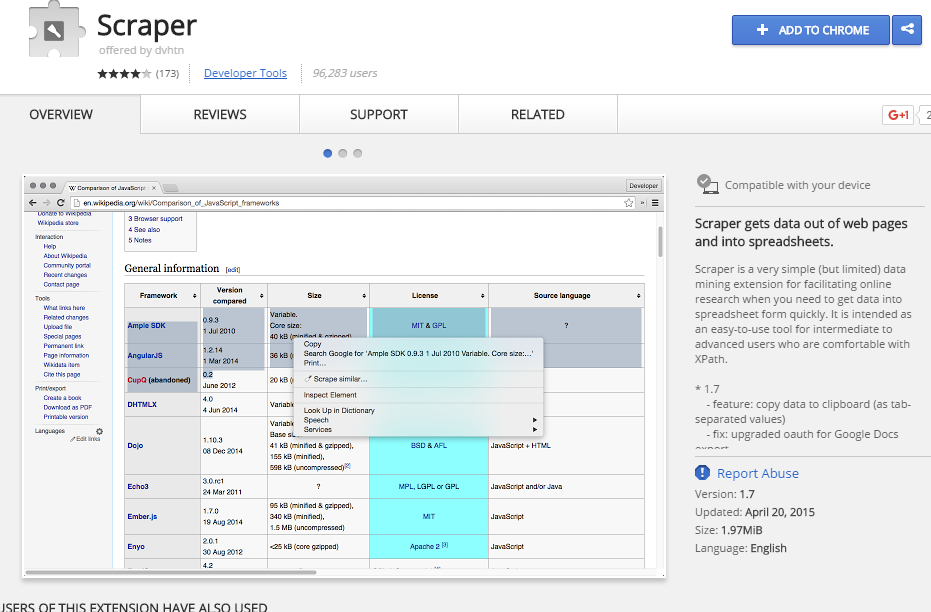 Scraper
offered by dvhtn
(173)
Developer Tools
96,283 users
ADD TO CHROME
OVERVIEW
REVIEWS
SUPPORT
RELATED
G+1
2
Comparison of JavaScript
Developer
en.wikipedia.org/wiki/Comparison_of_JavaScript_frameworks
Donate to Wikipedia
Wikipedia store
Interaction
Help
About Wikipedia
Community portal
Recent changes
Contact page
Tools
What links here
Related changes
Upload file
Special pages
Permanent link
Page information
Wikidata item
Cite this page
Print/export
Create a book
Download as PDF
Printable version
Languages
Edit links
3 Browser support
4 See also
5 Notes
General information [edit]
Framework
Version compared
Size
License
Source language
Ample SDK
0.9.3
1 Jul 2010
Variable.
Core size:
40 kB (minified & gzipped)
MIT & GPL
?
AngularJS
1.2.14
1 Mar 2014
36 kB
CupQ (abandoned)
0.2
June 2012
20 kB
DHTMLX
4.0
4 Jun 2014
Dojo
1.10.3
08 Dec 2014
41 kB (minified & gzipped),
155 kB (minified),
598 kB (uncompressed)[2]
BSD & AFL
JavaScript + HTML
Echo3
3.0.rc1
24 Mar 2011
?
MPL, LGPL or GPL
JavaScript and/or Java
Ember.js
1.7.0
19 Aug 2014
95 kB (minified & gzipped),
340 kB (minified),
1.5 MB (uncompressed)
MIT
JavaScript
Enyo
2.0.1
30 Aug 2012
<25 kB (core gzipped)
Apache 2 [3]
JavaScript
4.2
Copy
Search Google for 'Ample SDK 0.9.3 1 Jul 2010 Variable. Core size:...'
Print...
Scrape similar...
Inspect Element
Look Up in Dictionary
Speech
Services
Compatible with your device
Scraper gets data out of web pages
and into spreadsheets.
Scraper is a very simple (but limited) data
mining extension for facilitating online
research when you need to get data into
spreadsheet form quickly. It is intended as
an easy-to-use tool for intermediate to
advanced users who are comfortable with
XPath.
* 1.7
- feature: copy data to clipboard (as tab-
separated values)
- fix: upgraded oauth for Google Docs
export
Report Abuse
Version: 1.7
Updated: April 20, 2015
Size: 1.97MiB
Language: English
USERS OF THIS EXTENSION HAVE ALSO USED